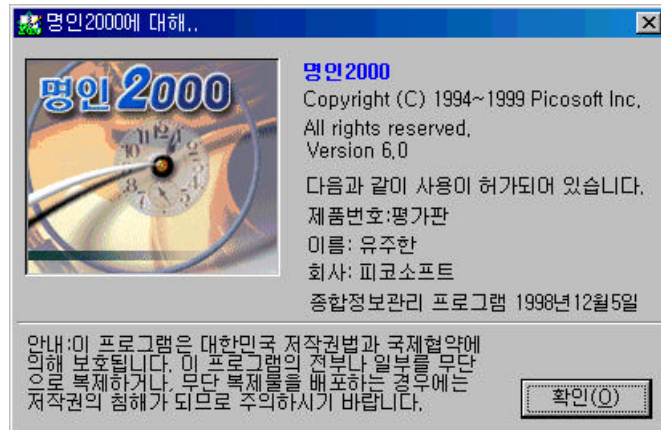 명인2000에 대해..
명인 2000
명인2000
Copyright (C) 1994~1999 Picosoft Inc,
All rights reserved,
Version 6,0
다음과 같이 사용이 허가되어 있습니다.
제품번호:평가판
이름: 유주한
회사: 피코소프트
종합정보관리 프로그램 1998년12월5일
안내:이 프로그램은 대한민국 저작권법과 국제협약에
의해 보호됩니다. 이 프로그램의 전부나 일부를 무단
으로 복제하거나, 무단 복제물을 배포하는 경우에는
저작권의 침해가 되므로 주의하시기 바랍니다,
확인(O)